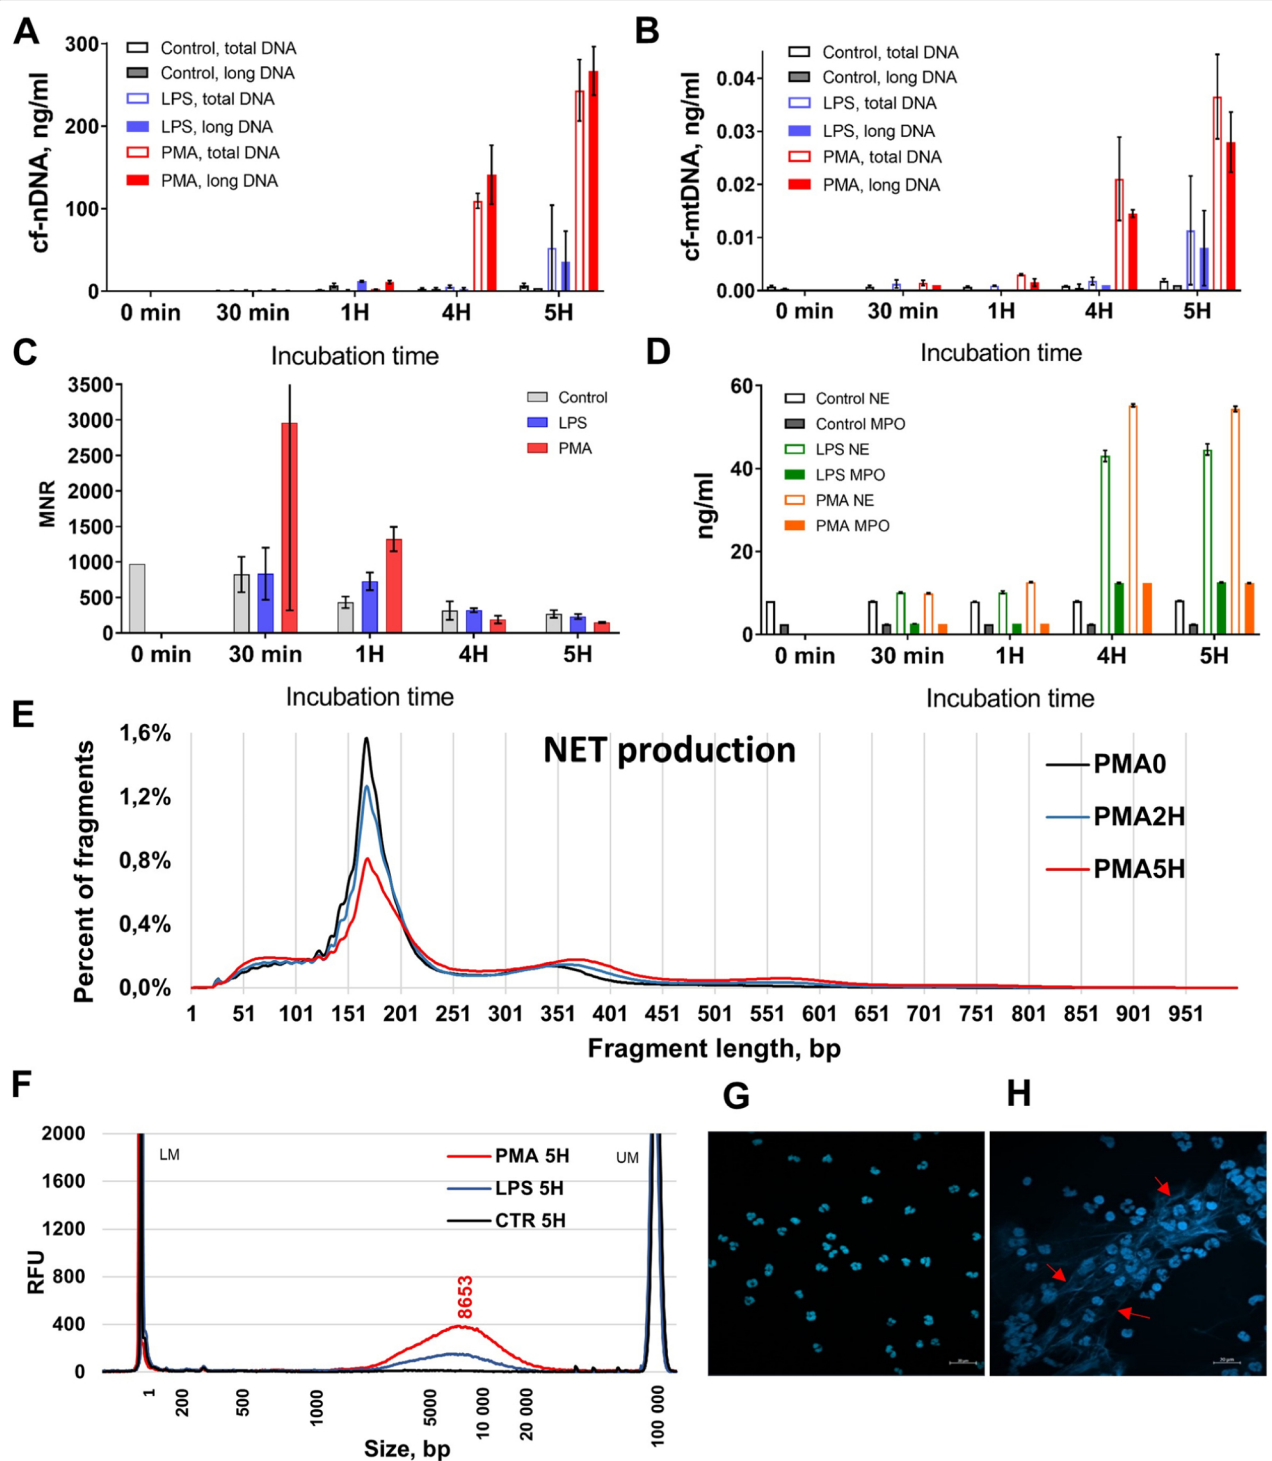 A
300
200
100
0
cf-nDNA, ng/ml
Control, total DNA
Control, long DNA
LPS, total DNA
LPS, long DNA
PMA, total DNA
PMA, long DNA
0 min 30 min 1H 4H 5H
Incubation time
B
0.04
0.03
0.02
0.01
0.00
cf-mtDNA, ng/ml
Control, total DNA
Control, long DNA
LPS, total DNA
LPS, long DNA
PMA, total DNA
PMA, long DNA
0 min 30 min 1H 4H 5H
Incubation time
C
3500
3000
2500
2000
1500
1000
500
0
MNR
Control
LPS
PMA
0 min 30 min 1H 4H 5H
Incubation time
D
60
40
20
0
ng/ml
Control NE
Control MPO
LPS NE
LPS MPO
PMA NE
PMA MPO
0 min 30 min 1H 4H 5H
Incubation time
E
NET production
1,6%
1,2%
0,8%
0,4%
0,0%
Percent of fragments
PMA0
PMA2H
PMA5H
1 51 101 151 201 251 301 351 401 451 501 551 601 651 701 751 801 851 901 951
Fragment length, bp
F
2000
1600
1200
800
400
0
RFU
LM
UM
PMA 5H
LPS 5H
CTR 5H
8653
1 200 500 1000 5000 10 000 20 000 100 000
Size, bp
G
H